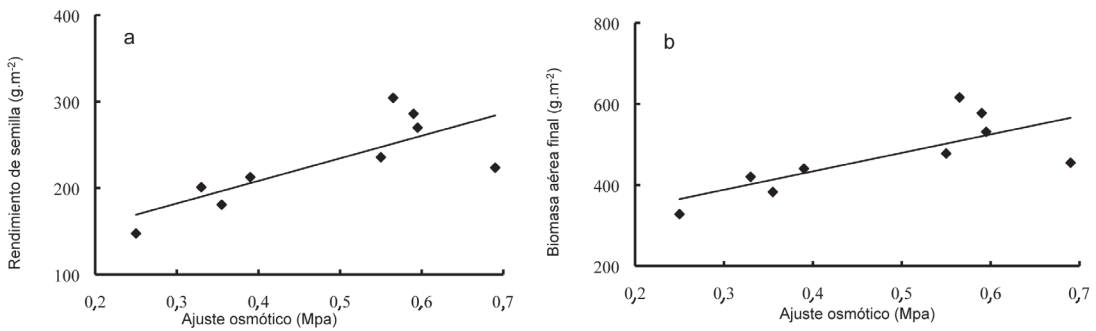 a
Rendimiento de semilla (g.m-2)
400
300
200
100
0,2 0,3 0,4 0,5 0,6 0,7
Ajuste osmótico (Mpa)
b
Biomasa aérea final (g.m-2)
800
600
400
200
0,2 0,3 0,4 0,5 0,6 0,7
Ajuste osmótico (Mpa)